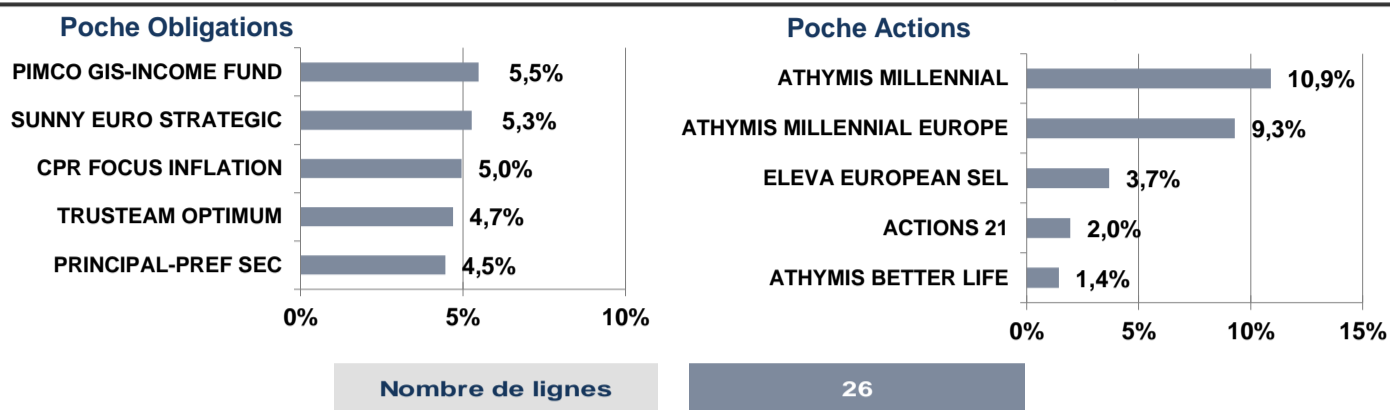 Poche Obligations
PIMCO GIS-INCOME FUND 5,5%
SUNNY EURO STRATEGIC 5,3%
CPR FOCUS INFLATION 5,0%
TRUSTEAM OPTIMUM 4,7%
PRINCIPAL-PREF SEC 4,5%
0% 5% 10%
Poche Actions
ATHYMIS MILLENNIAL 10,9%
ATHYMIS MILLENNIAL EUROPE 9,3%
ELEVA EUROPEAN SEL 3,7%
ACTIONS 21 2,0%
ATHYMIS BETTER LIFE 1,4%
0% 5% 10% 15%
Nombre de lignes 26